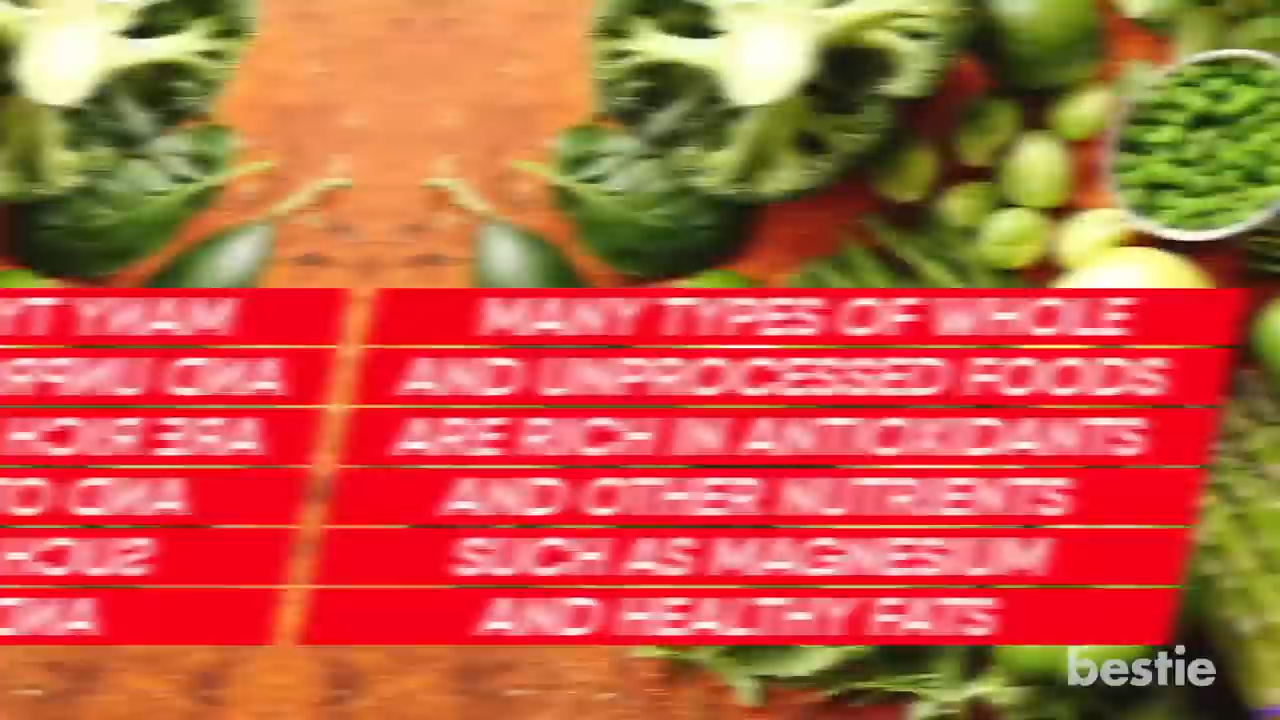 MANY TYPES OF WHOLE
AND UNPROCESSED FOODS
ARE RICH IN ANTIOXIDANTS
AND OTHER NUTRIENTS
SUCH AS MAGNESIUM
AND HEALTHY FATS
bestie